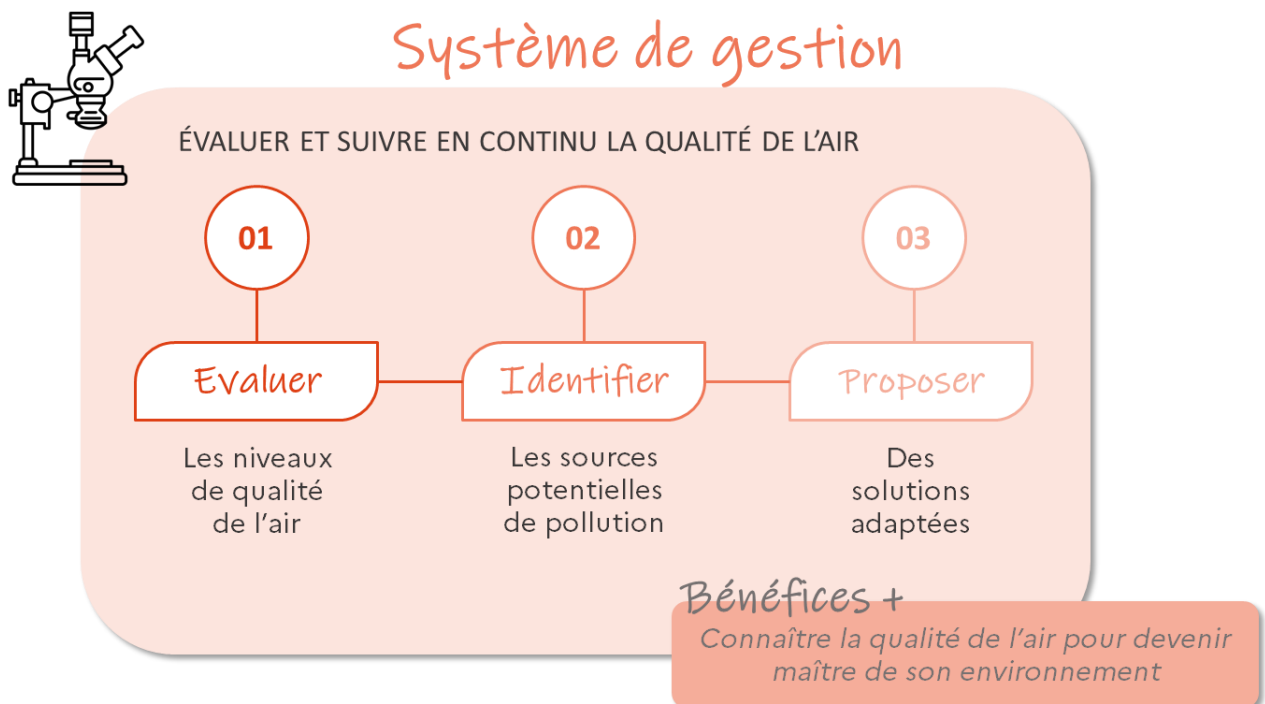 Système de gestion
ÉVALUER ET SUIVRE EN CONTINU LA QUALITÉ DE L’AIR
01
02
03
Evaluer
Identifier
Proposer
Les niveaux
de qualité
de l’air
Les sources
potentielles
de pollution
Des
solutions
adaptées
Bénéfices +
Connaître la qualité de l’air pour devenir
maître de son environnement